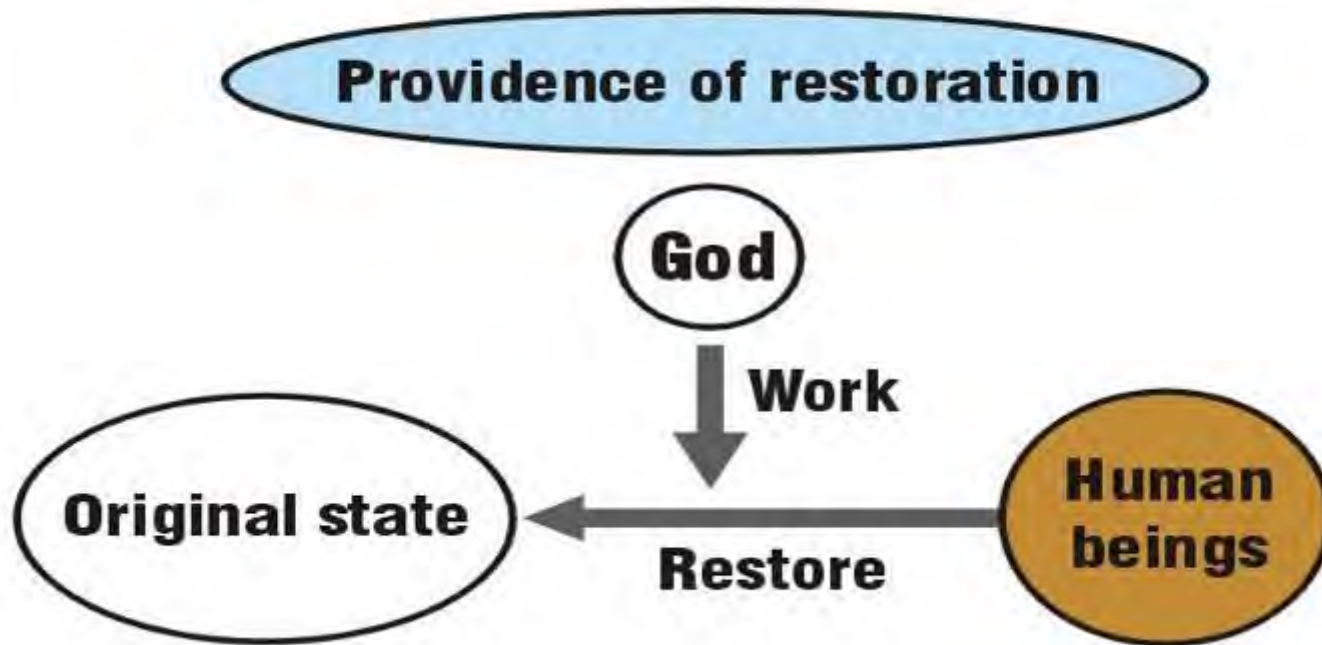 Providence of restoration
God
Work
Original state
Human
beings
Restore